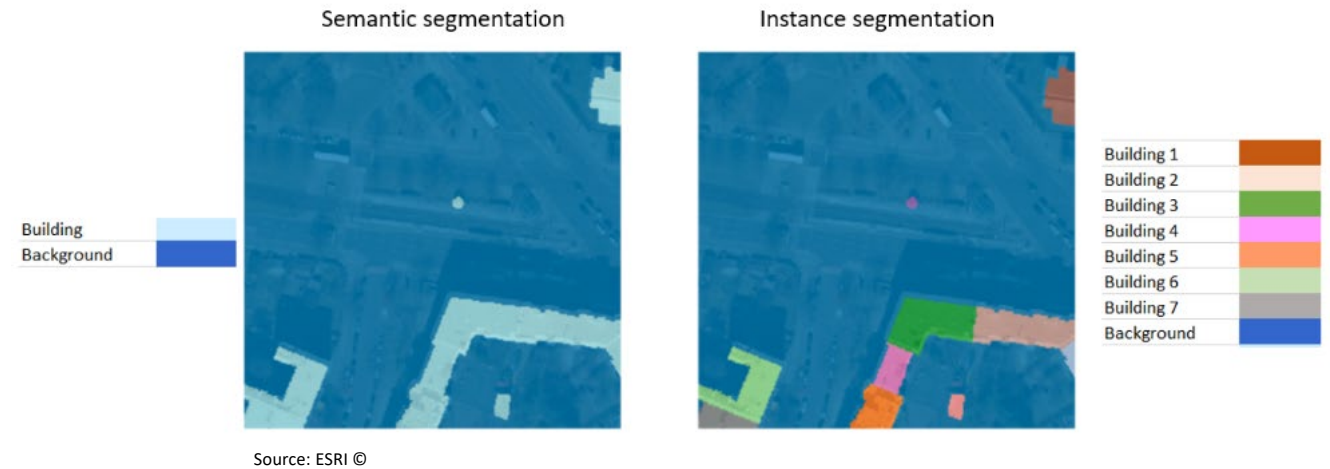 Semantic segmentation
Instance segmentation
Building
Background
Building 1
Building 2
Building 3
Building 4
Building 5
Building 6
Building 7
Background
Source: ESRI ©